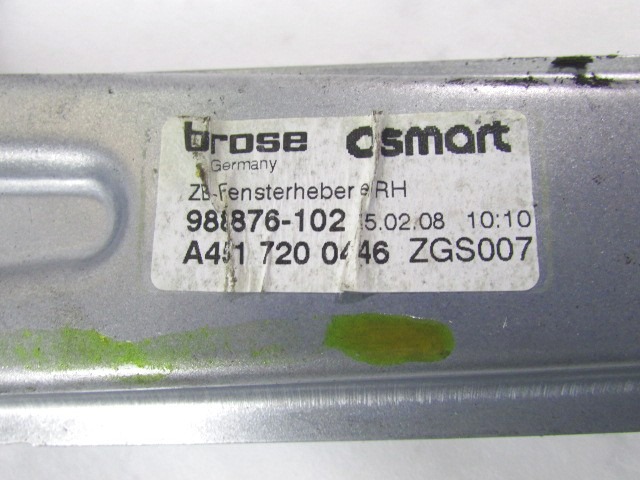 brose smart
Germany
ZB-Fensterheber e RH
988876-102 15.02.08 10:10
A451 720 0446 ZGS007